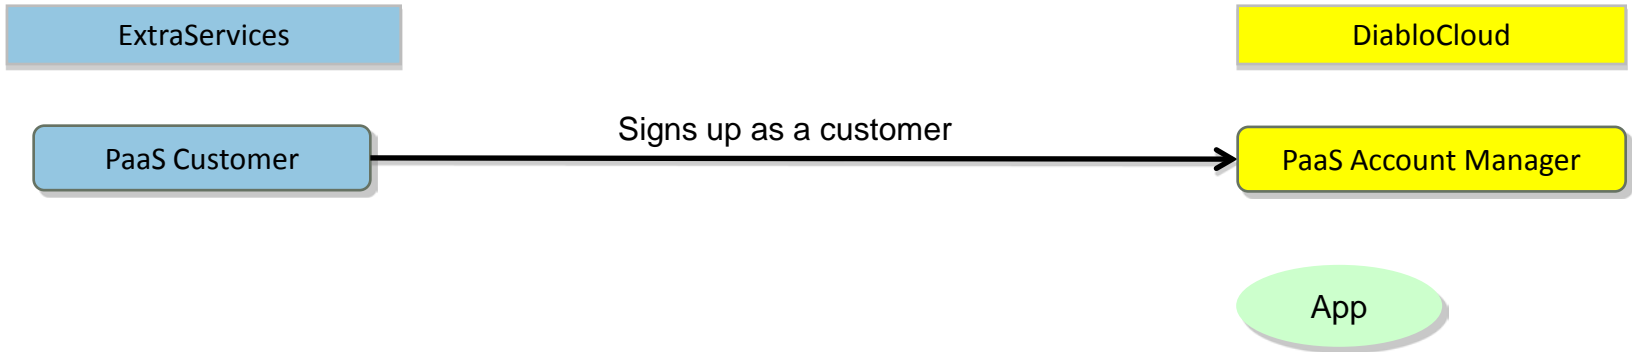 ExtraServices
DiabloCloud
Signs up as a customer
PaaS Customer
PaaS Account Manager
App